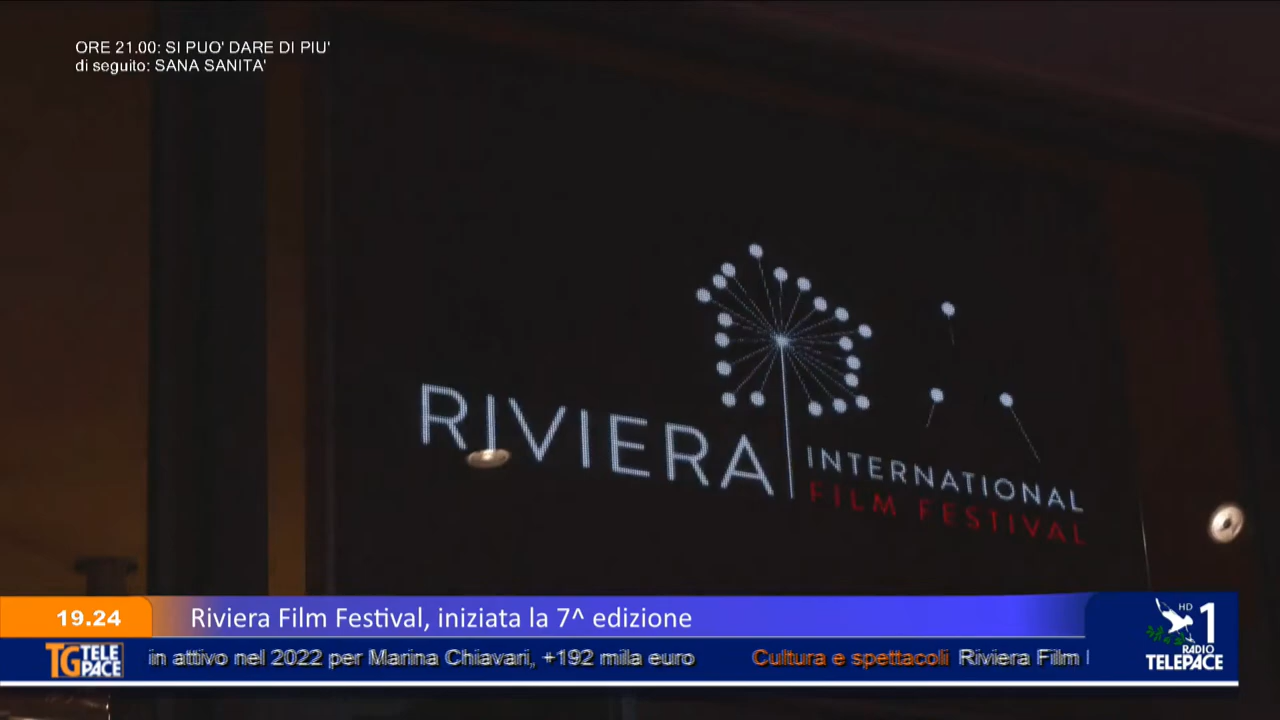 ORE 21.00: SI PUO' DARE DI PIU'
di seguito: SANA SANITA'
RIVIERA
INTERNATIONAL
FILM FESTIVAL
19.24
Riviera Film Festival, iniziata la 7^ edizione
HD 1
RADIO
TELEPACE
TG TELE
PACE
in attivo nel 2022 per Marina Chiavari, +192 mila euro Cultura e spettacoli Riviera Film